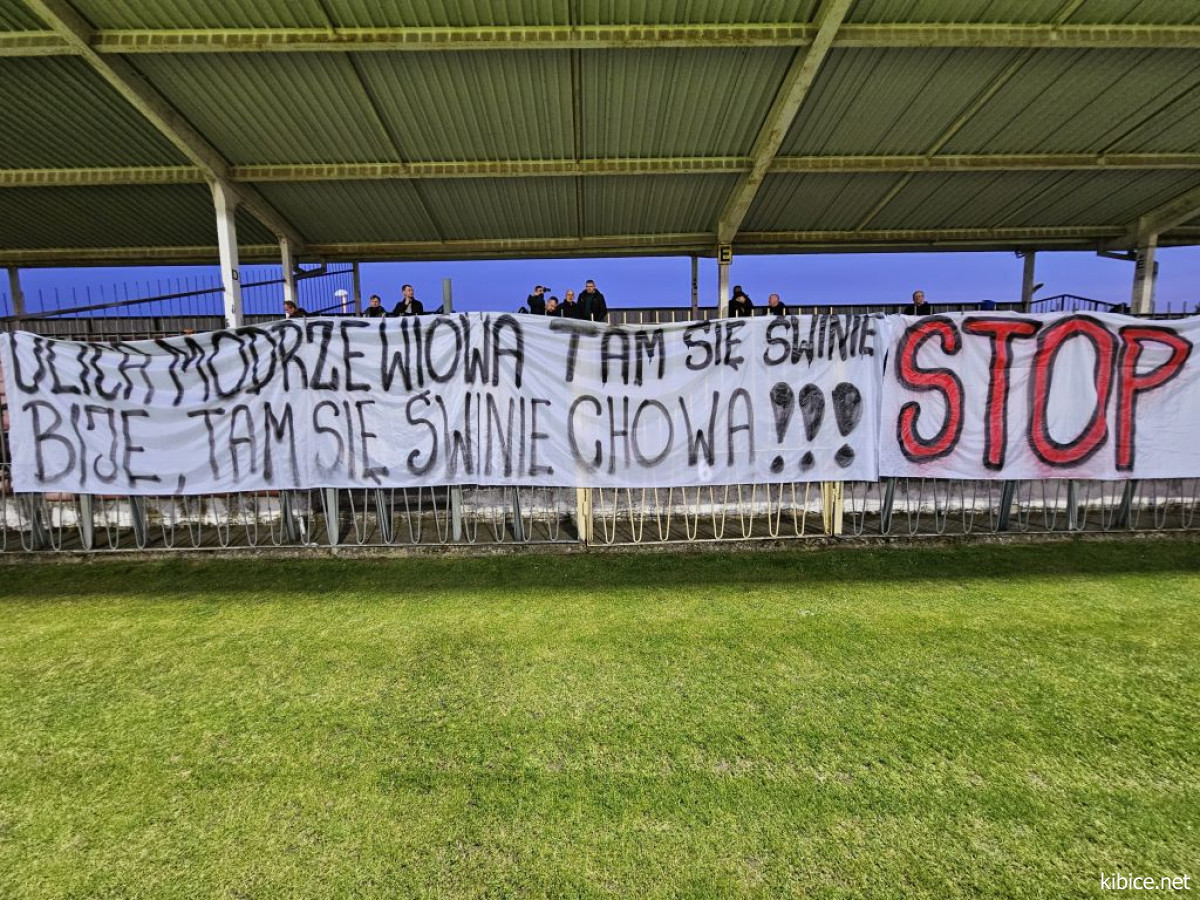 E
D
ULICA MODRZEWIOWA TAM SIĘ ŚWINIE
BIJE, TAM SIĘ ŚWINIE CHOWA!!!
STOP
kibice.net